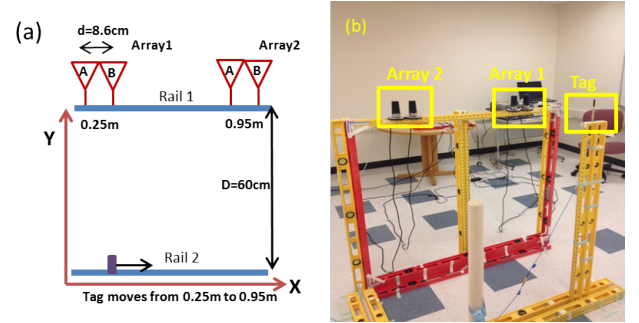 (a)
d=8.6cm
Array1
Array2
A B
A B
Rail 1
0.25m
0.95m
Y
D=60cm
Rail 2
X
Tag moves from 0.25m to 0.95m
(b)
Array 2
Array 1
Tag